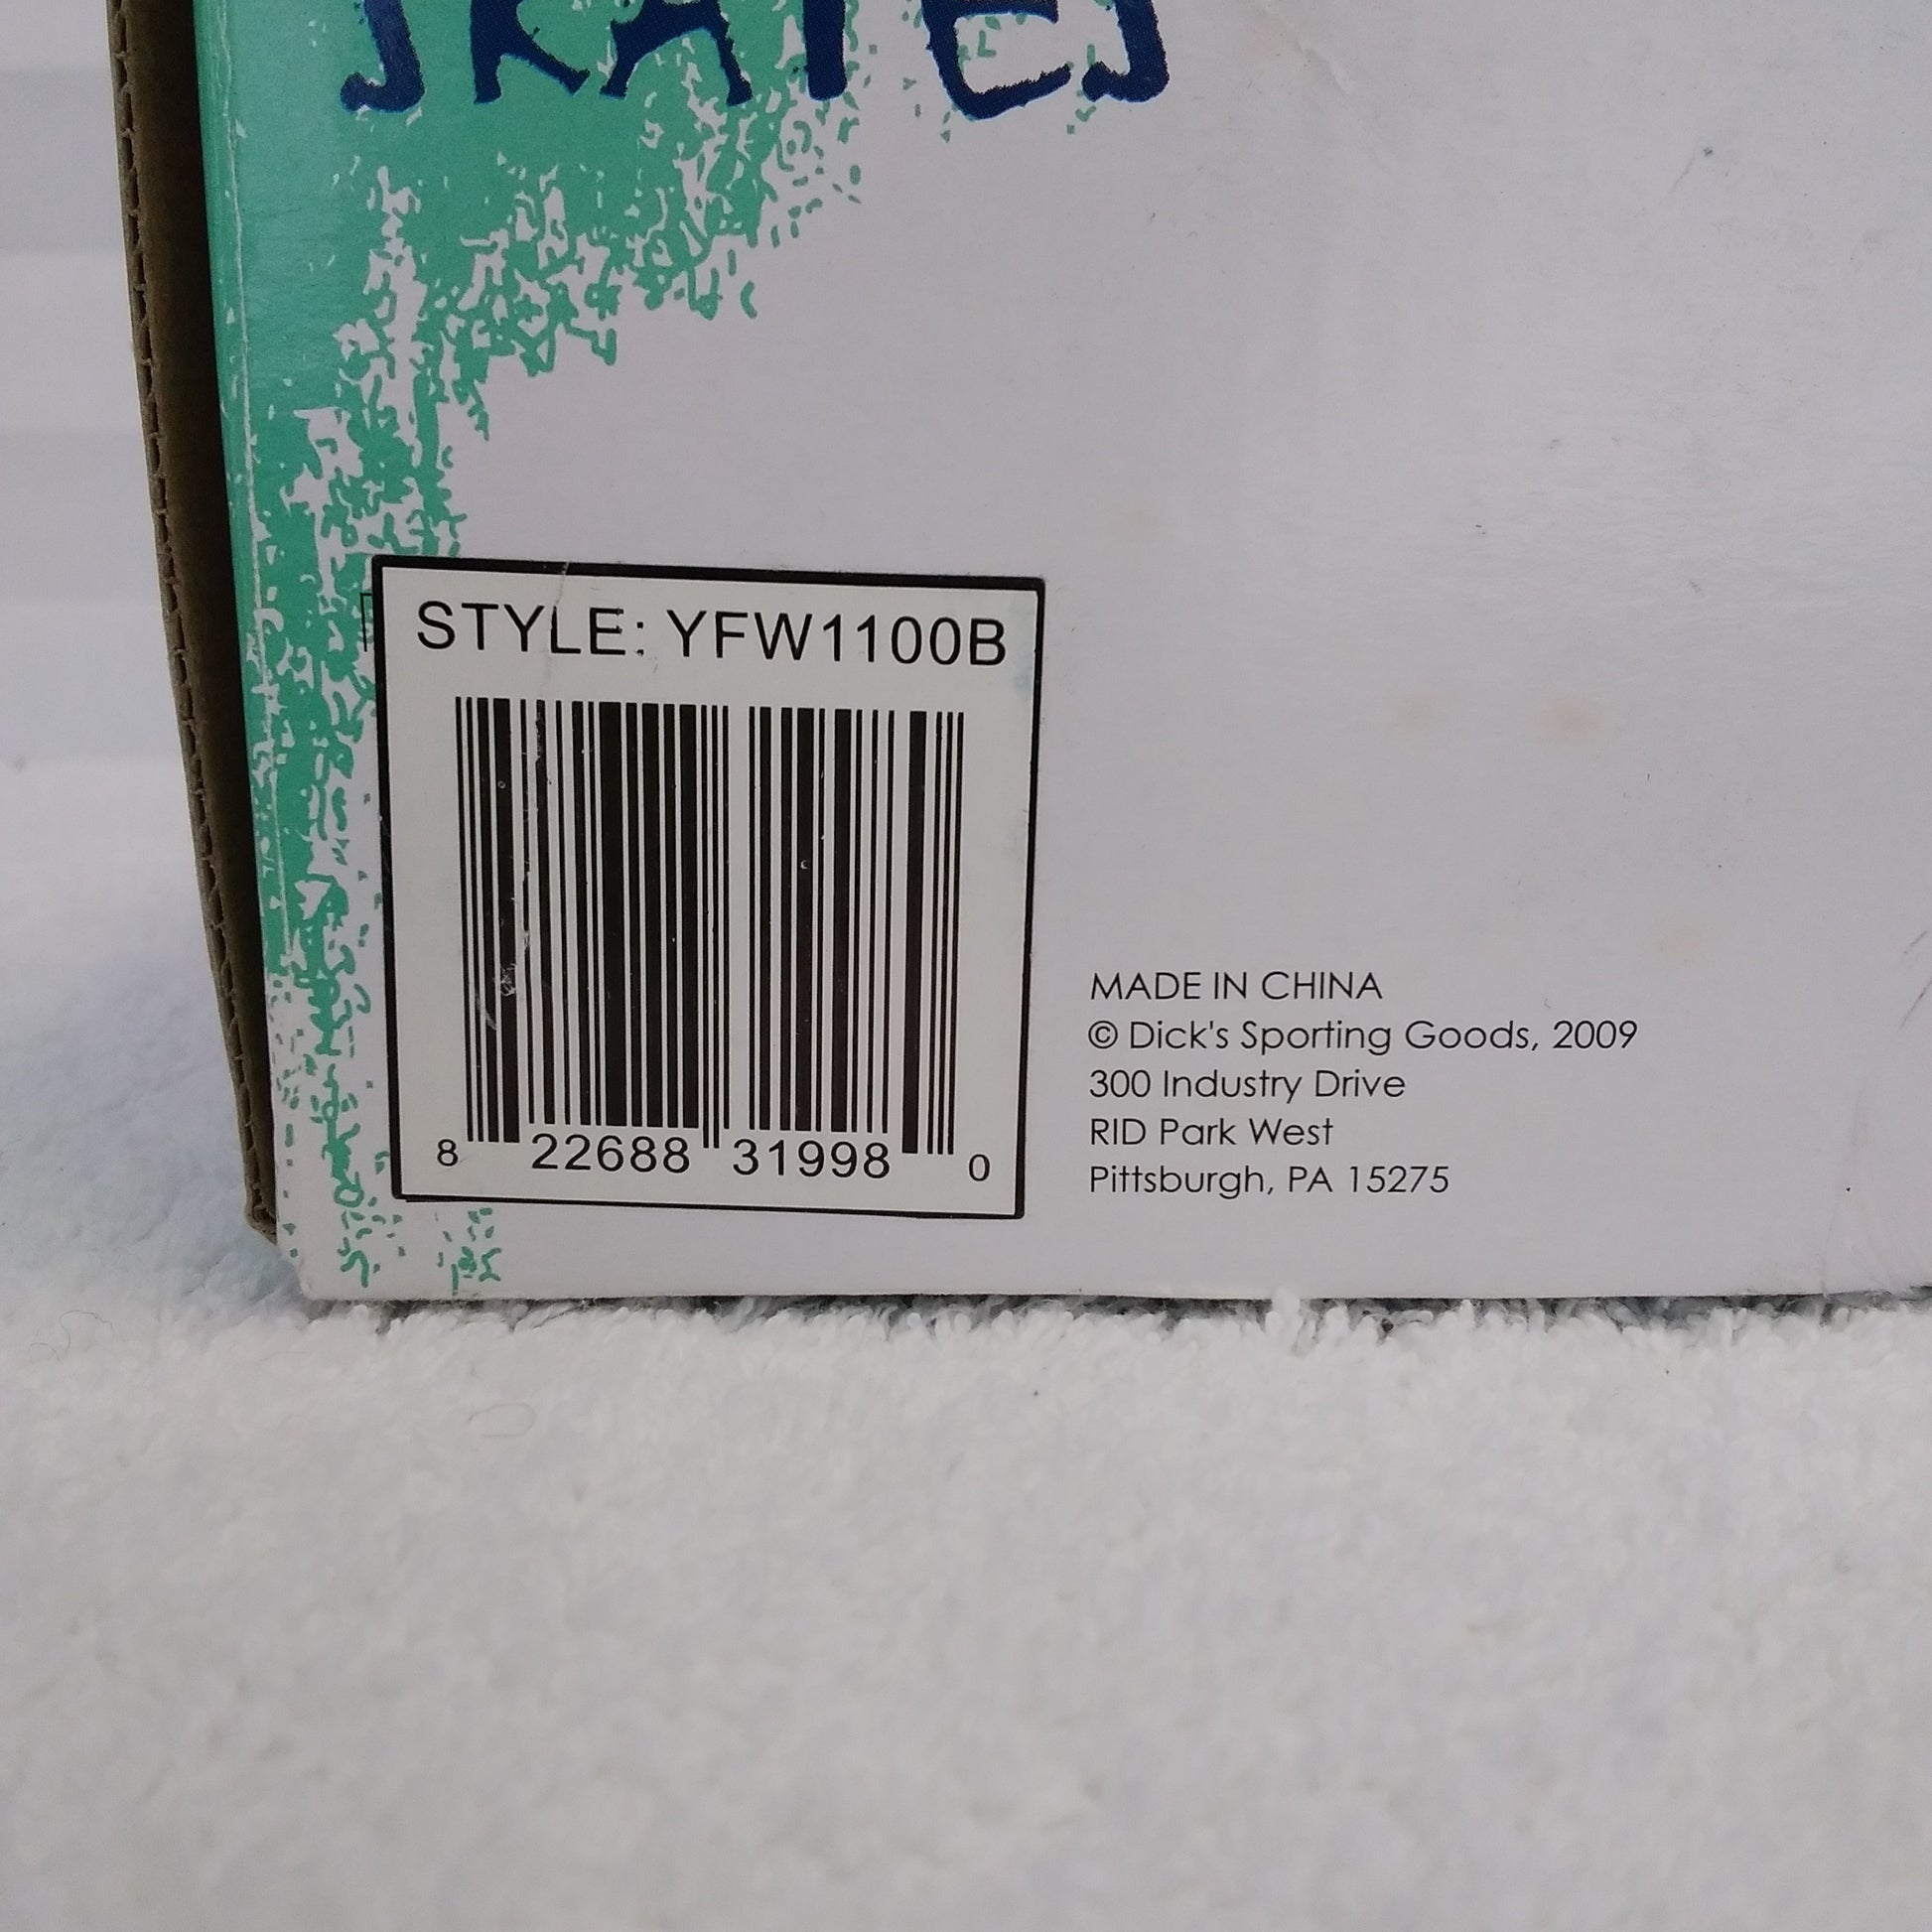 SKATES
STYLE: YFW1100B
8 22688 31998 0
MADE IN CHINA
© Dick's Sporting Goods, 2009
300 Industry Drive
RID Park West
Pittsburgh, PA 15275